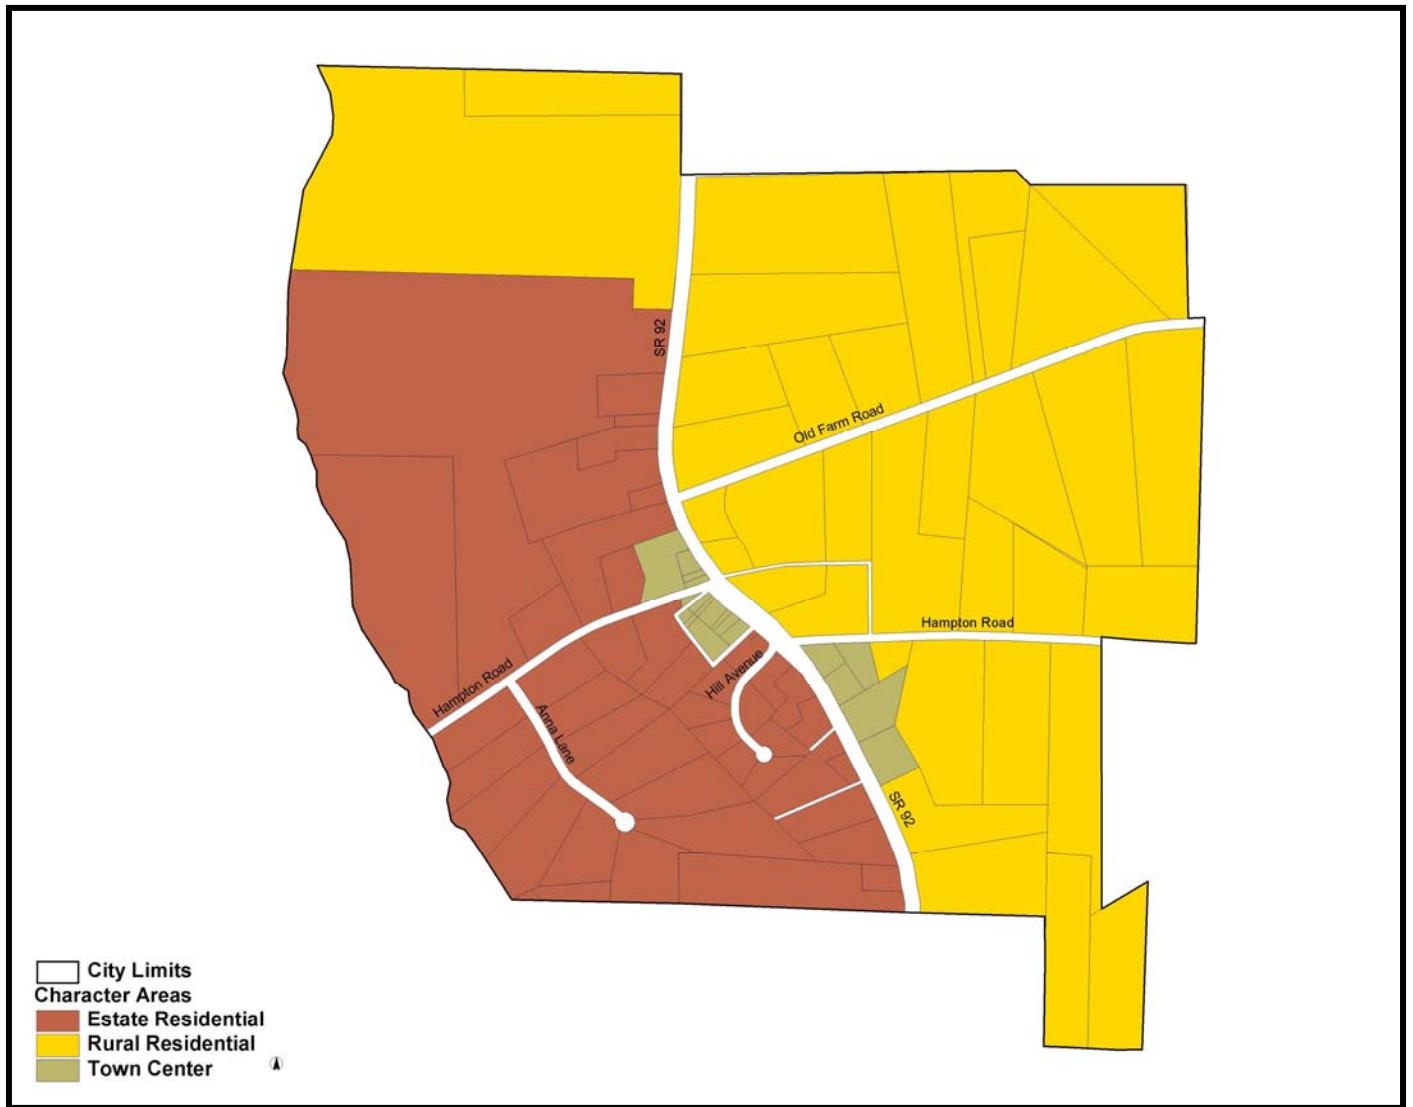 SR 92
Old Farm Road
Hampton Road
Hill Avenue
Hampton Road
Anna Lane
SR 92
City Limits
Character Areas
Estate Residential
Rural Residential
Town Center